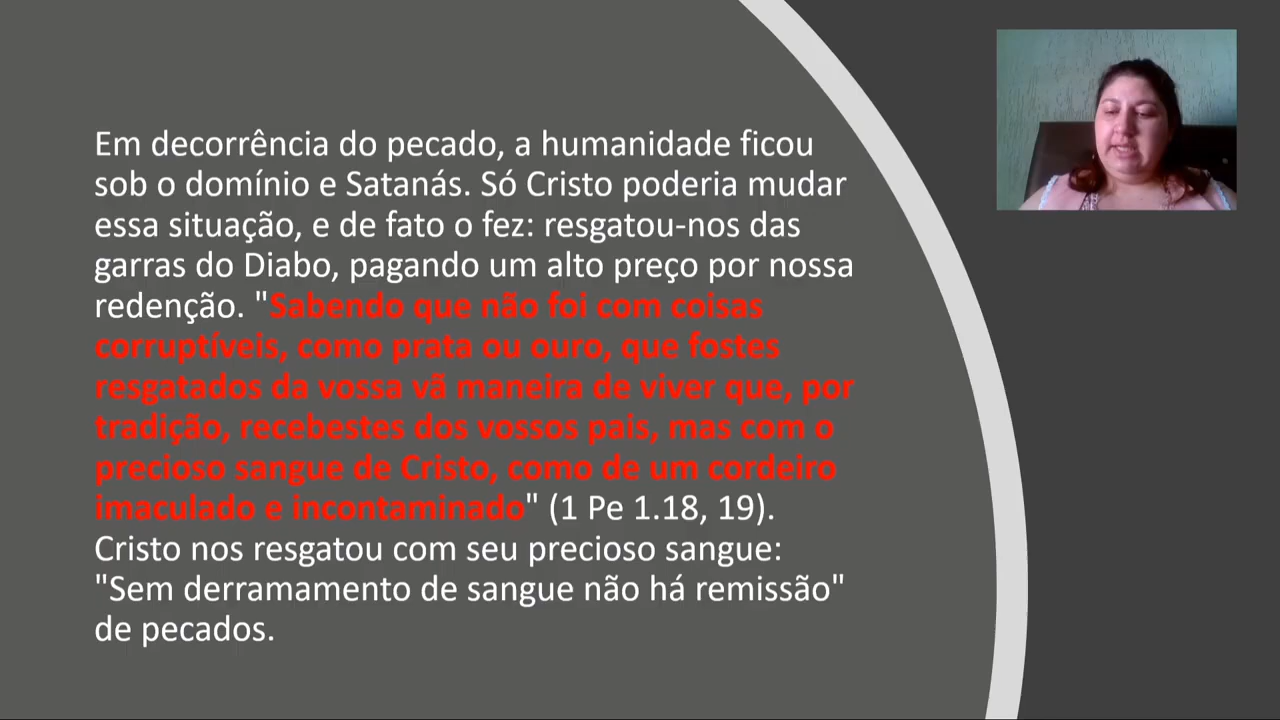 Em decorrência do pecado, a humanidade ficou
sob o domínio e Satanás. Só Cristo poderia mudar
essa situação, e de fato o fez: resgatou-nos das
garras do Diabo, pagando um alto preço por nossa
redenção. "Sabendo que não foi com coisas
corruptíveis, como prata ou ouro, que fostes
resgatados da vossa vã maneira de viver que, por
tradição, recebestes dos vossos pais, mas com o
precioso sangue de Cristo, como de um cordeiro
imaculado e incontaminado" (1 Pe 1.18, 19).
Cristo nos resgatou com seu precioso sangue:
"Sem derramamento de sangue não há remissão"
de pecados.